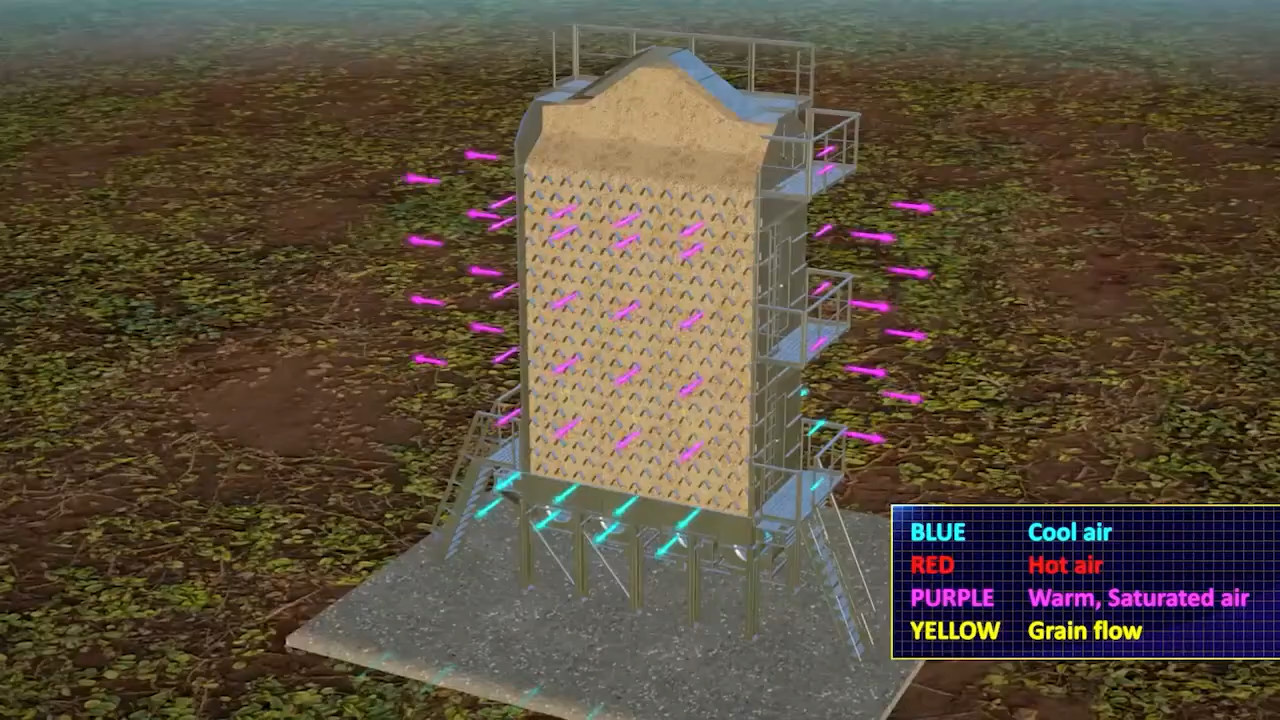 BLUE Cool air
RED Hot air
PURPLE Warm, Saturated air
YELLOW Grain flow